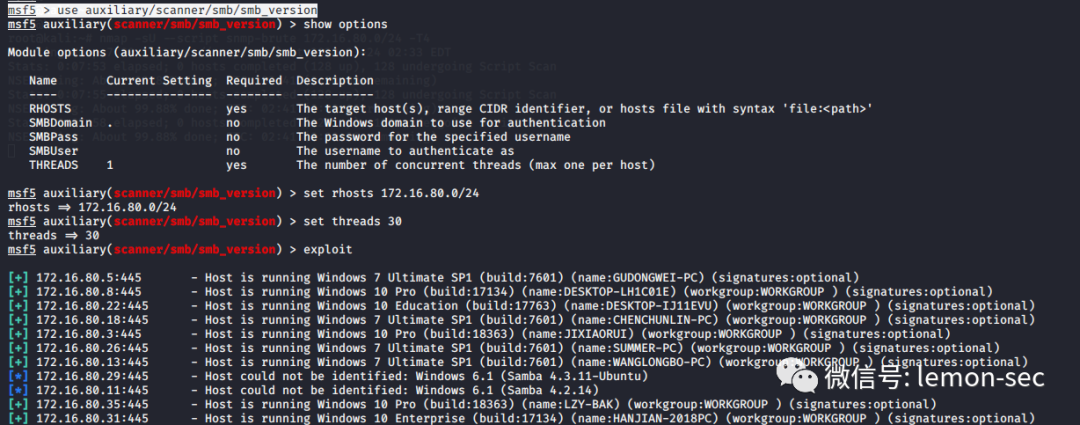 msf5 > use auxiliary/scanner/smb/smb_version
msf5 auxiliary(scanner/smb/smb_version) > show options
Module options (auxiliary/scanner/smb/smb_version):
Name Current Setting Required Description
---- --------------- -------- -----------
RHOSTS yes The target host(s), range CIDR identifier, or hosts file with syntax 'file:<path>'
SMBDomain . no The Windows domain to use for authentication
SMBPass no The password for the specified username
SMBUser no The username to authenticate as
THREADS 1 yes The number of concurrent threads (max one per host)
msf5 auxiliary(scanner/smb/smb_version) > set rhosts 172.16.80.0/24
rhosts => 172.16.80.0/24
msf5 auxiliary(scanner/smb/smb_version) > set threads 30
threads => 30
msf5 auxiliary(scanner/smb/smb_version) > exploit
[+] 172.16.80.5:445 - Host is running Windows 7 Ultimate SP1 (build:7601) (name:GUDONGWEI-PC) (signatures:optional)
[+] 172.16.80.8:445 - Host is running Windows 10 Pro (build:17134) (name:DESKTOP-LH1C01E) (workgroup:WORKGROUP ) (signatures:optional)
[+] 172.16.80.22:445 - Host is running Windows 10 Education (build:17763) (name:DESKTOP-IJ11EVU) (workgroup:WORKGROUP ) (signatures:optional)
[+] 172.16.80.18:445 - Host is running Windows 7 Ultimate SP1 (build:7601) (name:CHENCHUNLIN-PC) (workgroup:WORKGROUP ) (signatures:optional)
[+] 172.16.80.3:445 - Host is running Windows 10 Pro (build:18363) (name:JIXIAORUI) (workgroup:WORKGROUP ) (signatures:optional)
[+] 172.16.80.26:445 - Host is running Windows 7 Ultimate SP1 (build:7601) (name:SUMMER-PC) (workgroup:WORKGROUP ) (signatures:optional)
[+] 172.16.80.13:445 - Host is running Windows 7 Ultimate SP1 (build:7601) (name:WANGLONGBO-PC) (workgroup:WORKGROUP ) (signatures:optional)
[*] 172.16.80.29:445 - Host could not be identified: Windows 6.1 (Samba 4.3.11-Ubuntu)
[*] 172.16.80.11:445 - Host could not be identified: Windows 6.1 (Samba 4.2.14)
微信号: lemon-sec
[+] 172.16.80.35:445 - Host is running Windows 10 Pro (build:18363) (name:LZY-BAK) (workgroup:WORKGROUP ) (signatures:optional)
[+] 172.16.80.31:445 - Host is running Windows 10 Enterprise (build:17134) (name:HANJIAN-2018PC) (workgroup:WORKGROUP ) (signatures:optional)